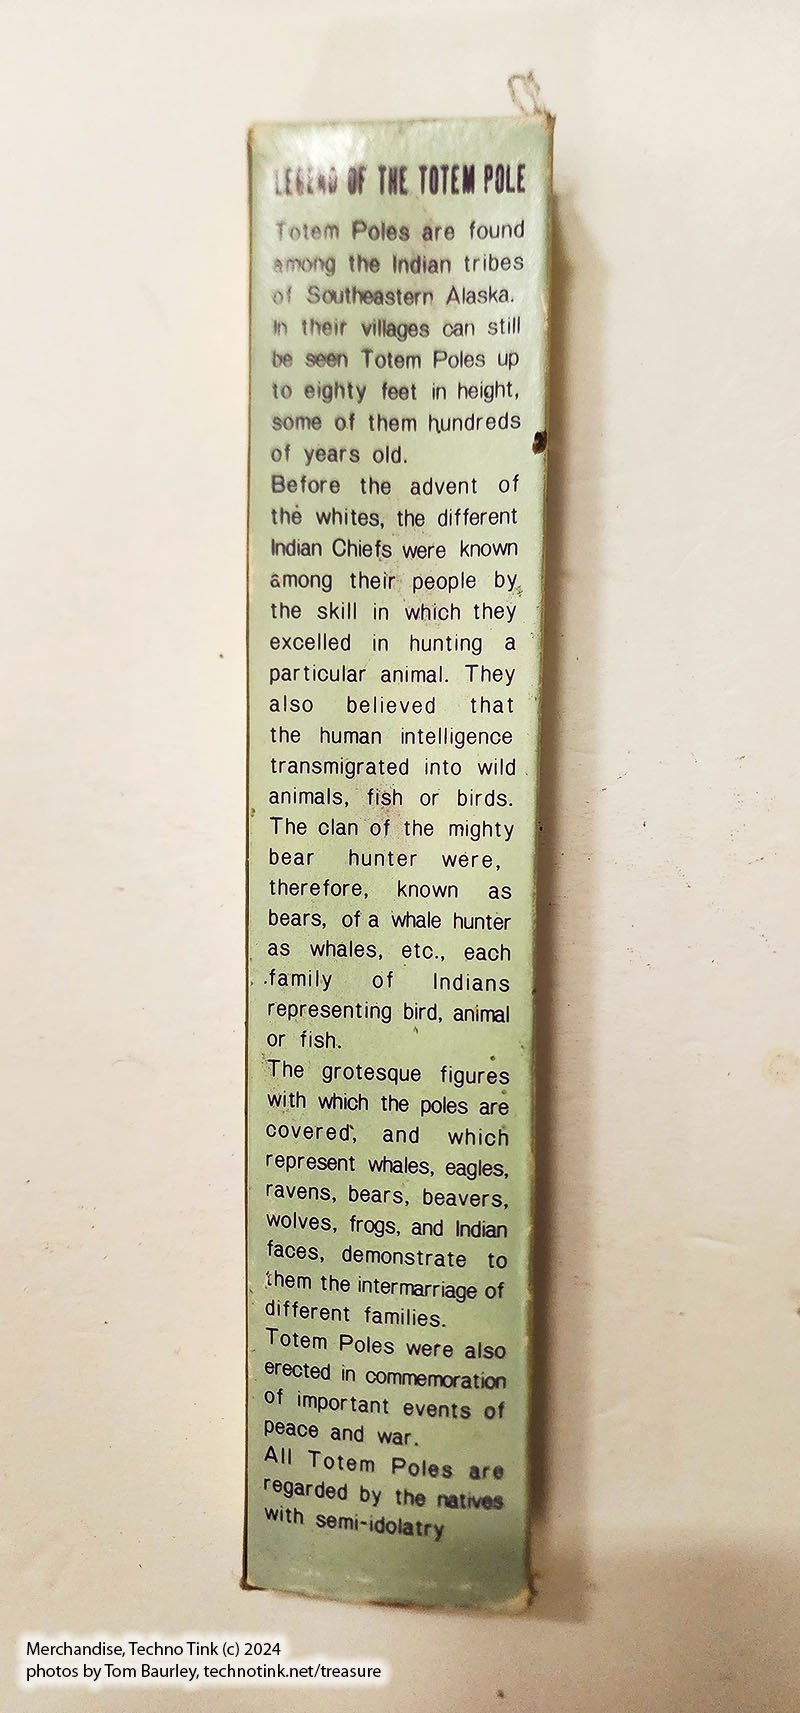 LEGEND OF THE TOTEM POLE
Totem Poles are found
among the Indian tribes
of Southeastern Alaska.
In their villages can still
be seen Totem Poles up
to eighty feet in height,
some of them hundreds
of years old.
Before the advent of
the whites, the different
Indian Chiefs were known
among their people by
the skill in which they
excelled in hunting a
particular animal. They
also believed that
the human intelligence
transmigrated into wild
animals, fish or birds.
The clan of the mighty
bear hunter were,
therefore, known as
bears, of a whale hunter
as whales, etc., each
family of Indians
representing bird, animal
or fish.
The grotesque figures
with which the poles are
covered, and which
represent whales, eagles,
ravens, bears, beavers,
wolves, frogs, and Indian
faces, demonstrate to
them the intermarriage of
different families.
Totem Poles were also
erected in commemoration
of important events of
peace and war.
All Totem Poles are
regarded by the natives
with semi-idolatry
Merchandise, Techno Tink (c) 2024
photos by Tom Baurley, technotink.net/treasure